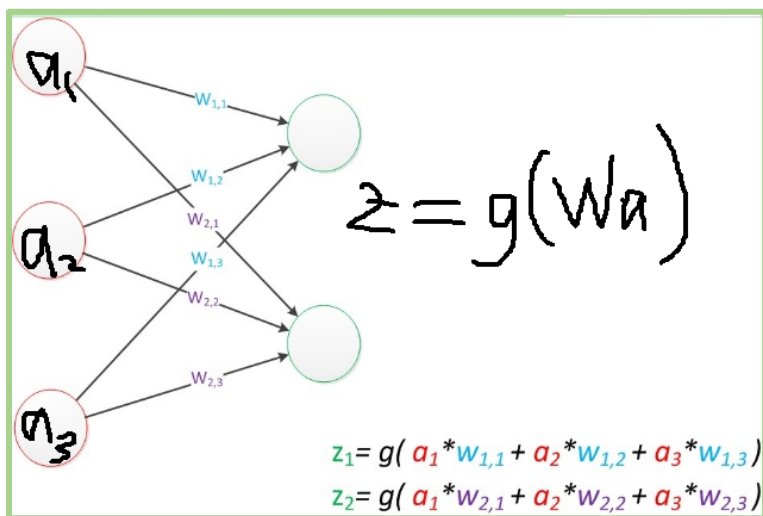 a₁
w₁,₁
w₁,₂
z = g(Wa)
w₂,₁
a₂
w₁,₃
w₂,₂
w₂,₃
a₃
z₁= g( a₁*w₁,₁ + a₂*w₁,₂ + a₃*w₁,₃)
z₂= g( a₁*w₂,₁ + a₂*w₂,₂ + a₃*w₂,₃)